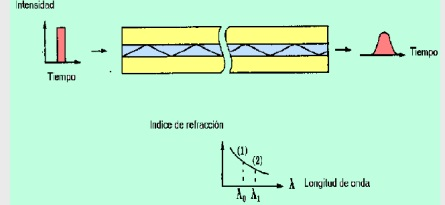 Intensidad
Tiempo
Tiempo
Indice de refracción
(1)
(2)
λ Longitud de onda
λ0 λ1